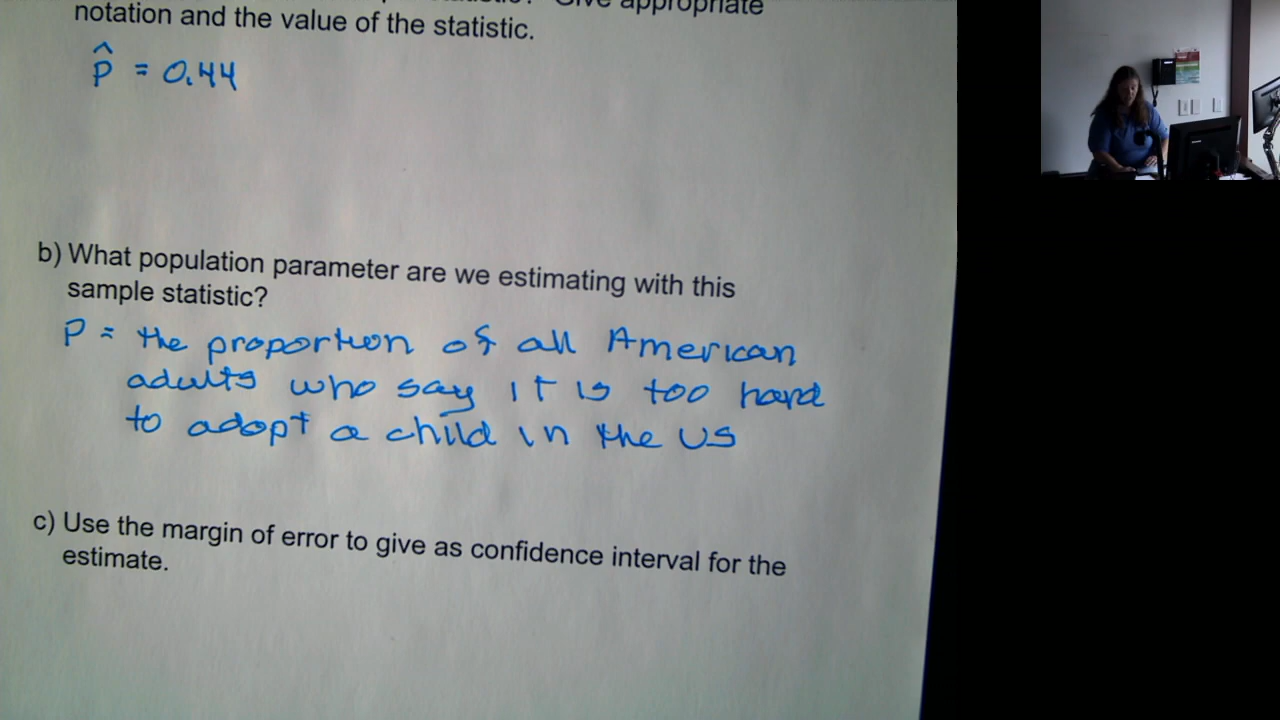 Give appropriate
notation and the value of the statistic.
p̂ = 0.44
b) What population parameter are we estimating with this
sample statistic?
P = the proportion of all American
adults who say it is too hard
to adopt a child in the US
c) Use the margin of error to give as confidence interval for the
estimate.